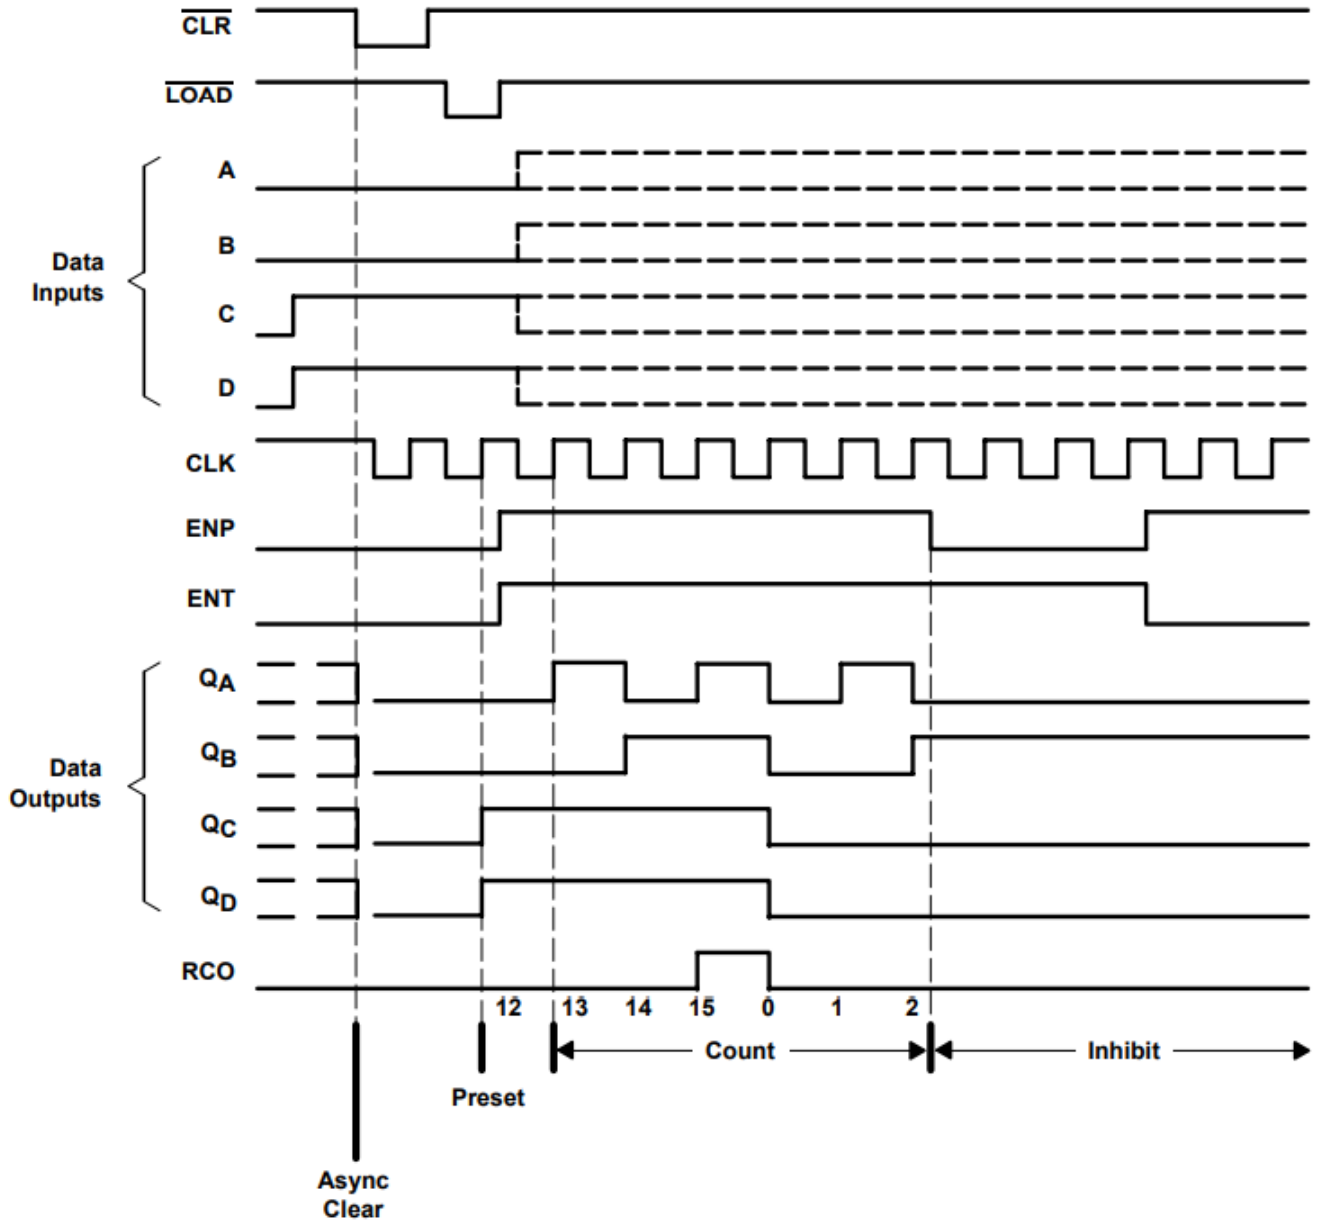 CLR
LOAD
A
B
Data
Inputs
C
D
CLK
ENP
ENT
QA
QB
Data
Outputs
QC
QD
RCO
12 13 14 15 0 1 2
Count Inhibit
Preset
Async
Clear